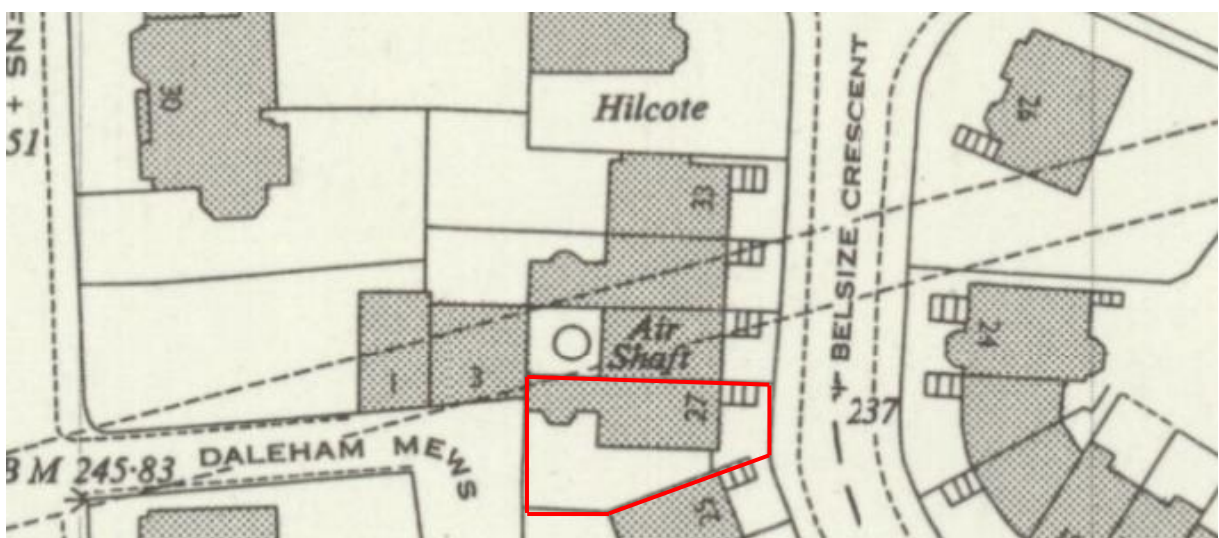 30
51
+
NS
Hilcote
33
Air
Shaft
27
1
3
DALEHAM MEWS
B M 245·83
25
BELSIZE CRESCENT
+
237
26
24